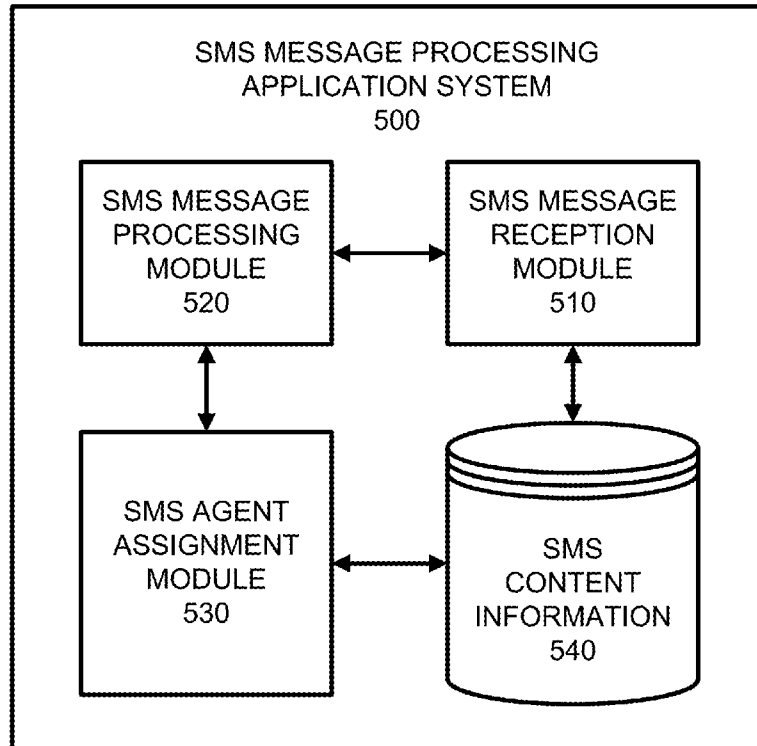 SMS MESSAGE PROCESSING
APPLICATION SYSTEM
500
SMS MESSAGE
PROCESSING
MODULE
520
SMS MESSAGE
RECEPTION
MODULE
510
SMS AGENT
ASSIGNMENT
MODULE
530
SMS
CONTENT
INFORMATION
540